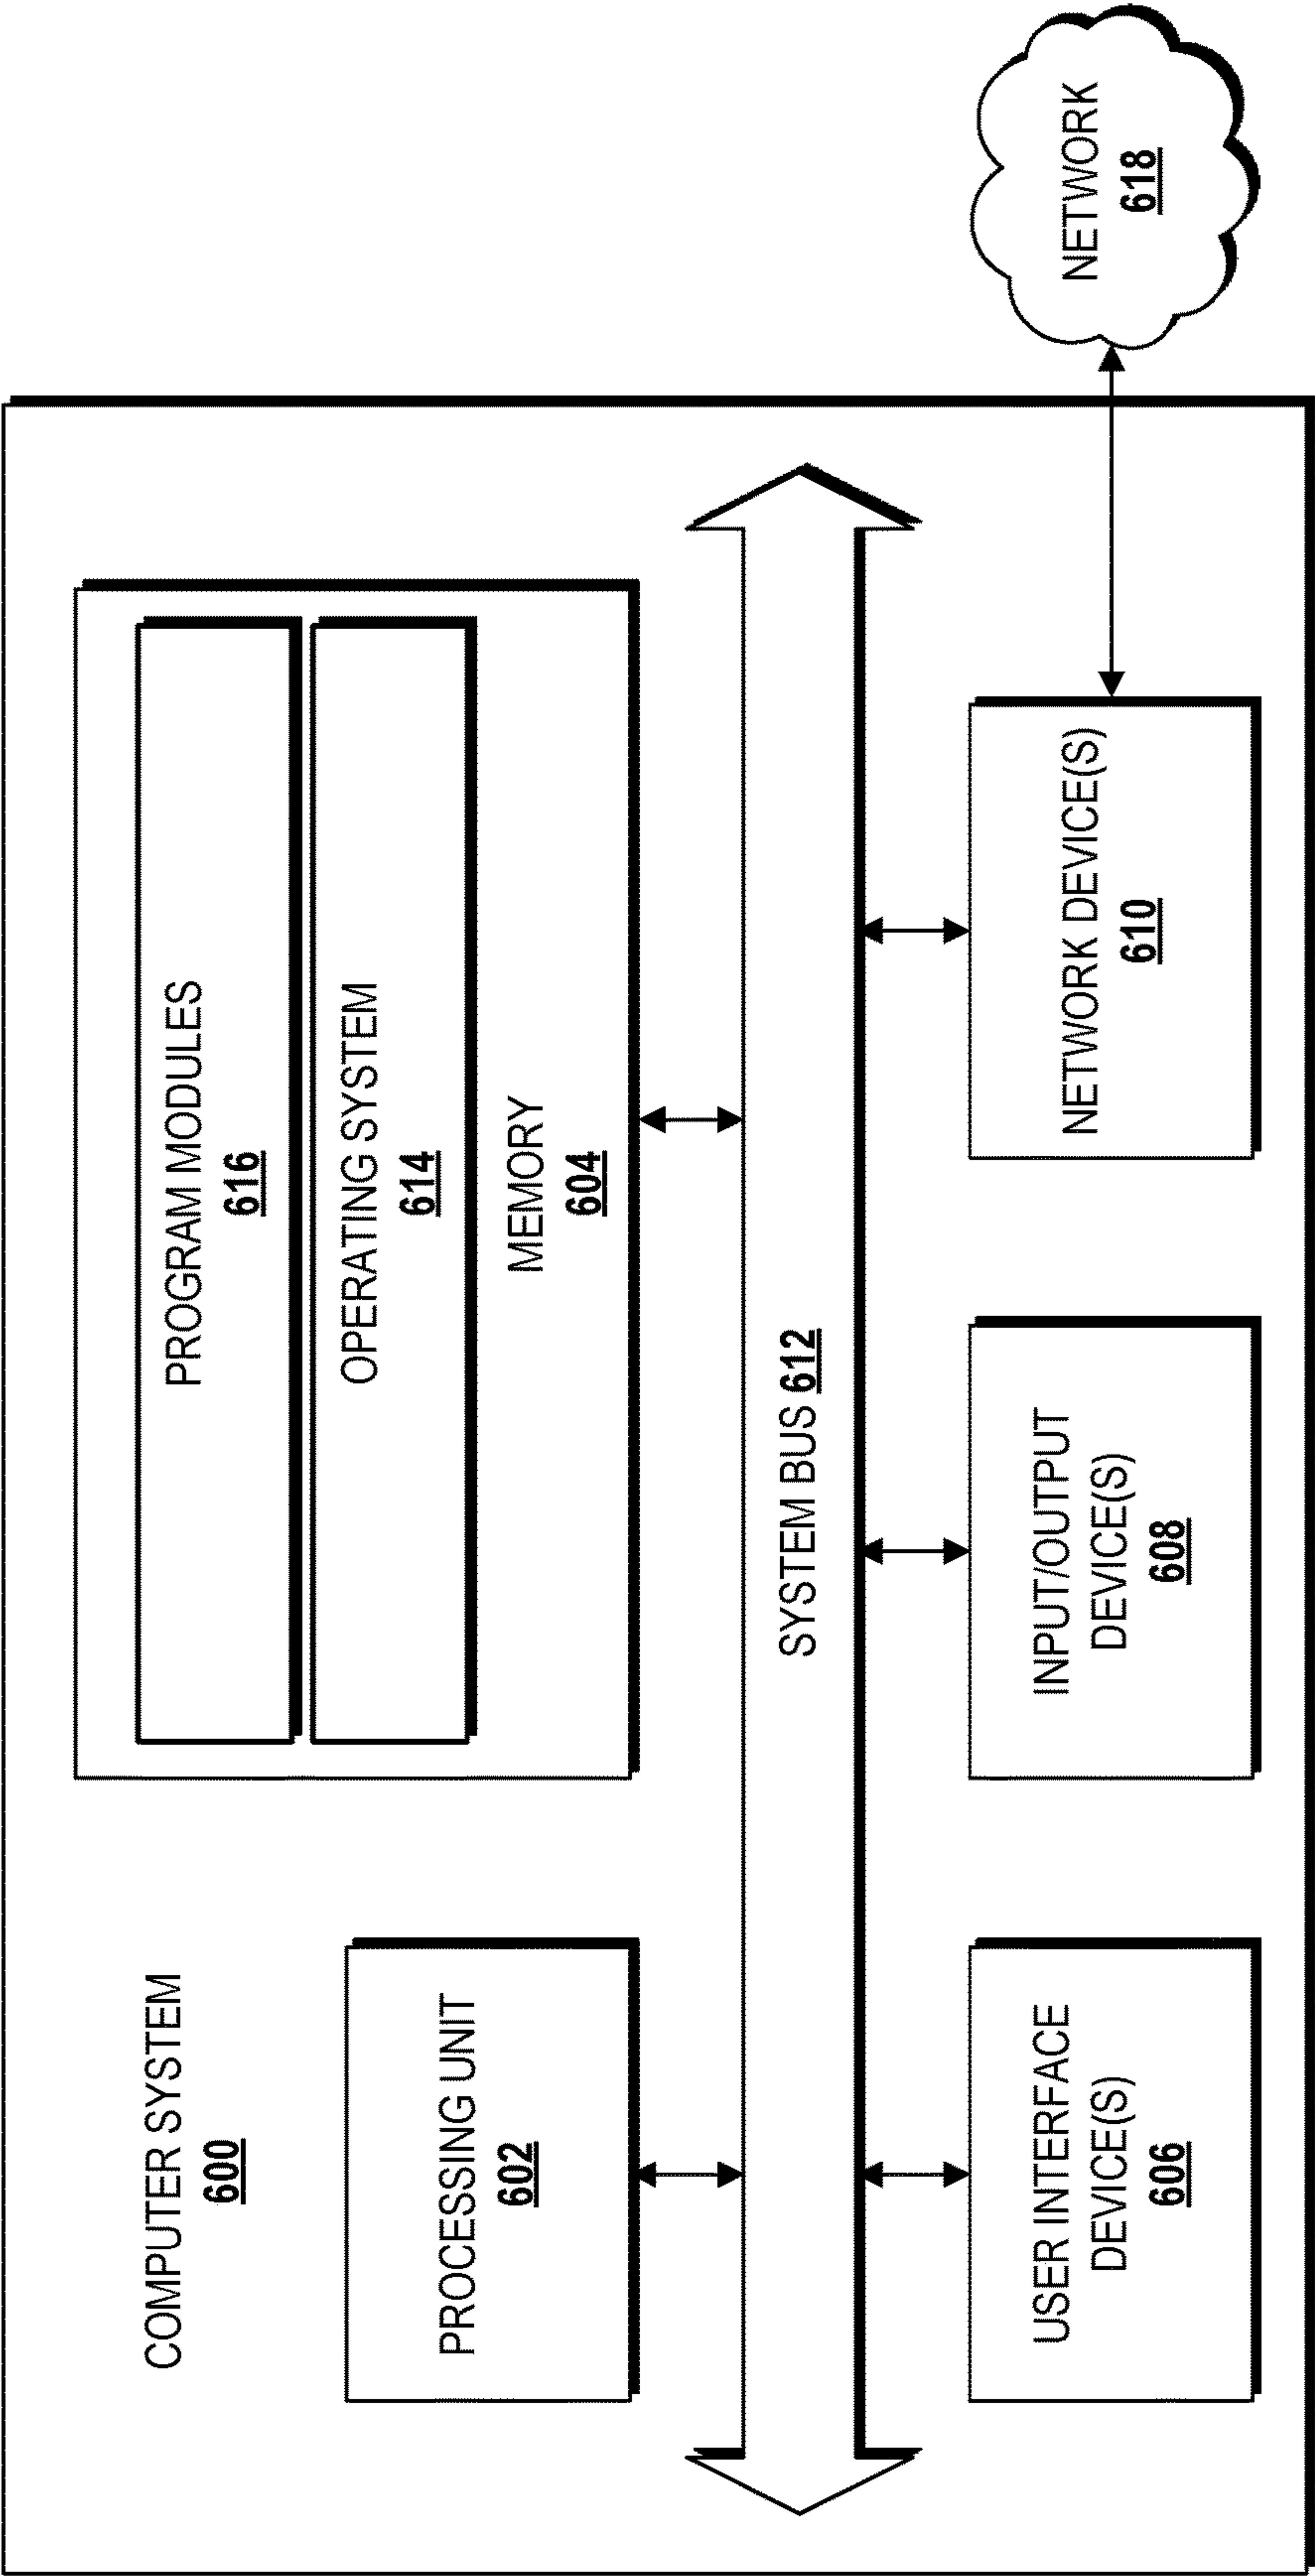 COMPUTER SYSTEM
600
PROCESSING UNIT
602
PROGRAM MODULES
616
OPERATING SYSTEM
614
MEMORY
604
SYSTEM BUS 612
USER INTERFACE
DEVICE(S)
606
INPUT/OUTPUT
DEVICE(S)
608
NETWORK DEVICE(S)
610
NETWORK
618